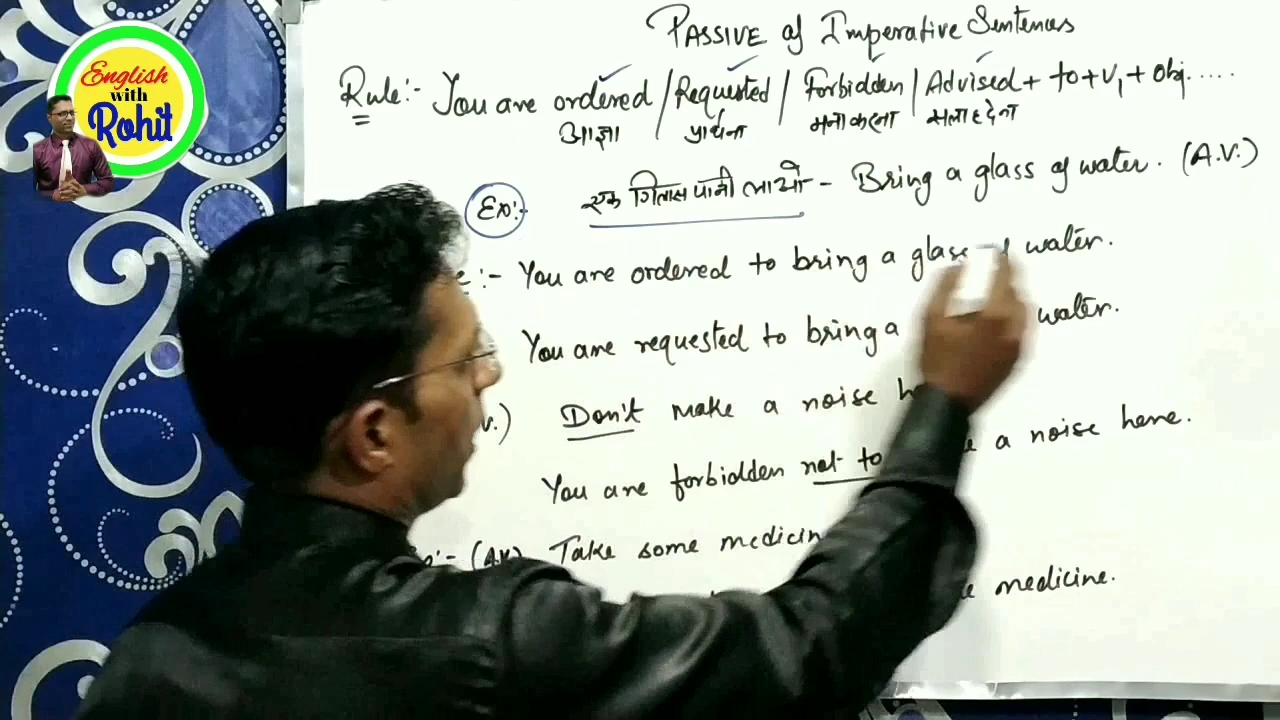 English
with
Rohit
PASSIVE of Imperative Sentences
Rule:- You are ordered / Requested / Forbidden / Advised + to + V1 + Obj.....
आज्ञा प्रार्थना मना करना सलाह देना
Ex:- एक गिलास पानी लाओ - Bring a glass of water. (A.V.)
:- You are ordered to bring a glass of water.
You are requested to bring a water.
Don't make a noise
You are forbidden not to a noise here.
(A.V.) Take some medicin
medicine.